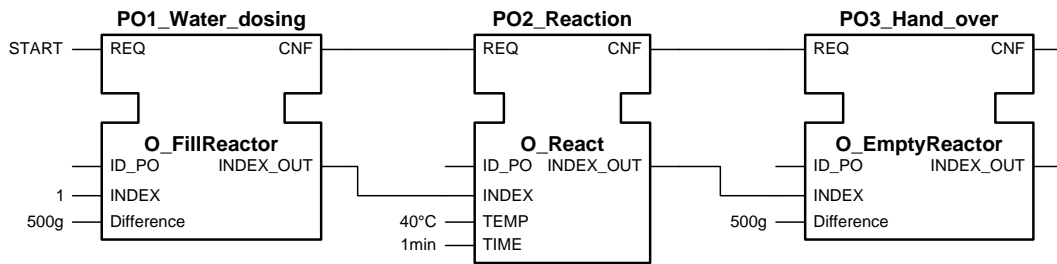 PO1_Water_dosing
PO2_Reaction
PO3_Hand_over
START
REQ
CNF
REQ
CNF
REQ
CNF
O_FillReactor
O_React
O_EmptyReactor
ID_PO
INDEX_OUT
ID_PO
INDEX_OUT
ID_PO
INDEX_OUT
1
INDEX
INDEX
INDEX
500g
Difference
40°C
TEMP
500g
Difference
1min
TIME